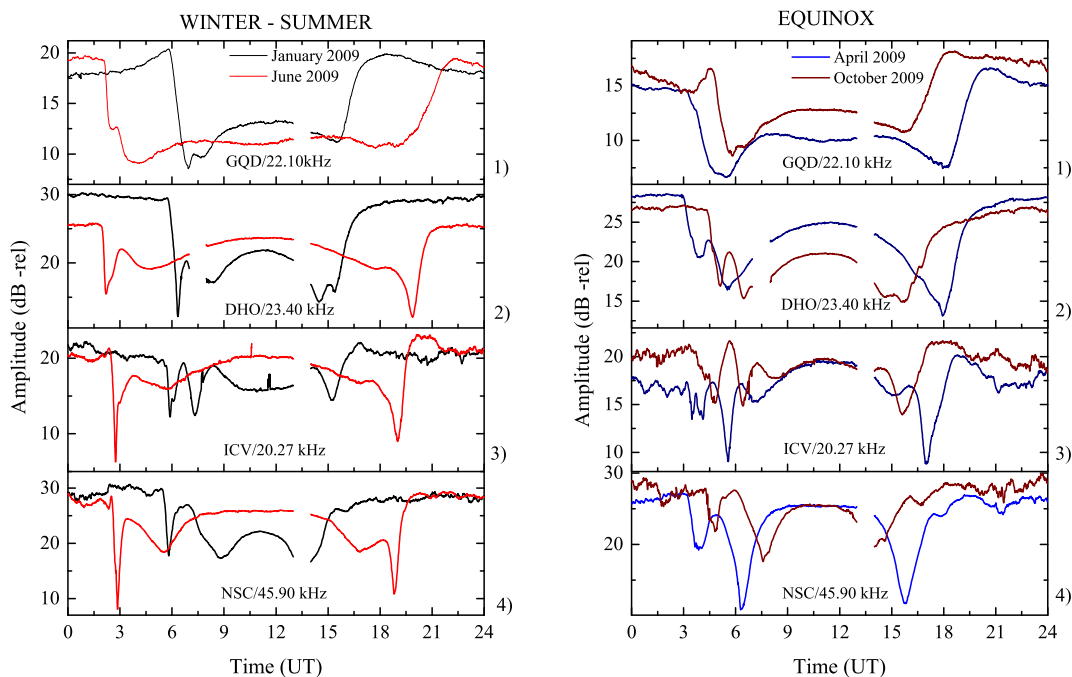 WINTER - SUMMER
January 2009
June 2009
20
15
10
GQD/22.10kHz
1)
30
20
DHO/23.40 kHz
2)
20
10
ICV/20.27 kHz
3)
30
20
10
NSC/45.90 kHz
4)
0 3 6 9 12 15 18 21 24
Time (UT)
Amplitude (dB -rel)
EQUINOX
April 2009
October 2009
15
10
GQD/22.10 kHz
1)
25
20
15
DHO/23.40 kHz
2)
20
15
10
ICV/20.27 kHz
3)
30
20
NSC/45.90 kHz
4)
0 3 6 9 12 15 18 21 24
Time (UT)
Amplitude (dB -rel)